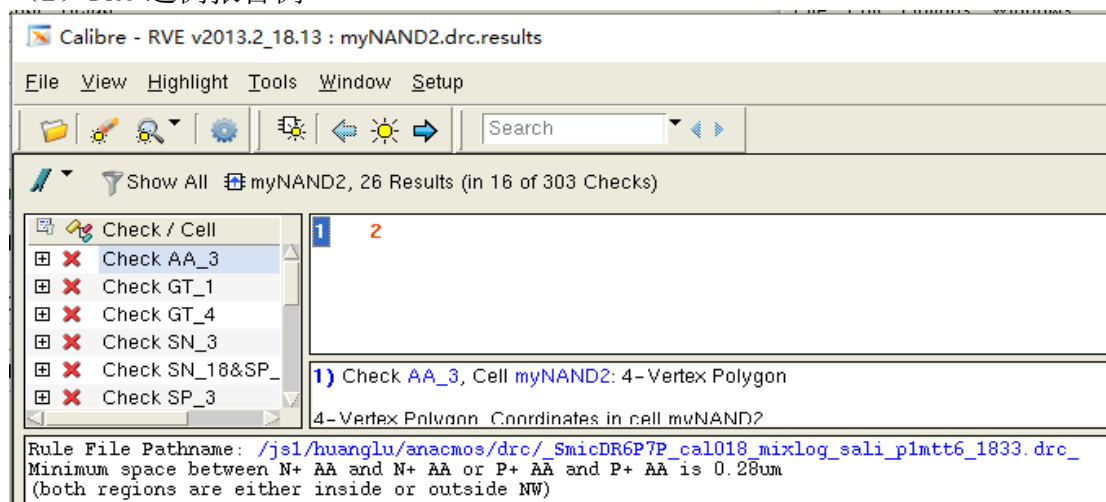 Calibre - RVE v2013.2_18.13 : myNAND2.drc.results
File View Highlight Tools Window Setup
Search
Show All myNAND2, 26 Results (in 16 of 303 Checks)
Check / Cell
1 2
Check AA_3
Check GT_1
Check GT_4
Check SN_3
Check SN_18&SP_
Check SP_3
1) Check AA_3, Cell myNAND2: 4-Vertex Polygon
4-Vertex Polygon Coordinates in cell myNAND2
Rule File Pathname: /js1/huanglu/anacmos/drc/_SmicDR6P7P_cal018_mixlog_sali_p1mtt6_1833.drc_
Minimum space between N+ AA and N+ AA or P+ AA and P+ AA is 0.28um
(both regions are either inside or outside NW)